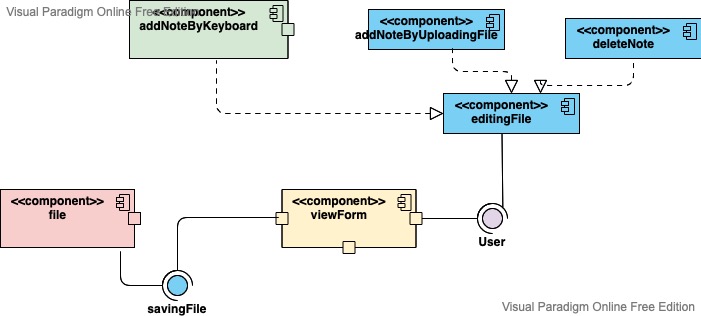 Visual Paradigm Online Free Edition
<<component>>
addNoteByKeyboard
<<component>>
addNoteByUploadingFile
<<component>>
deleteNote
<<component>>
editingFile
<<component>>
file
<<component>>
viewForm
User
savingFile
Visual Paradigm Online Free Edition